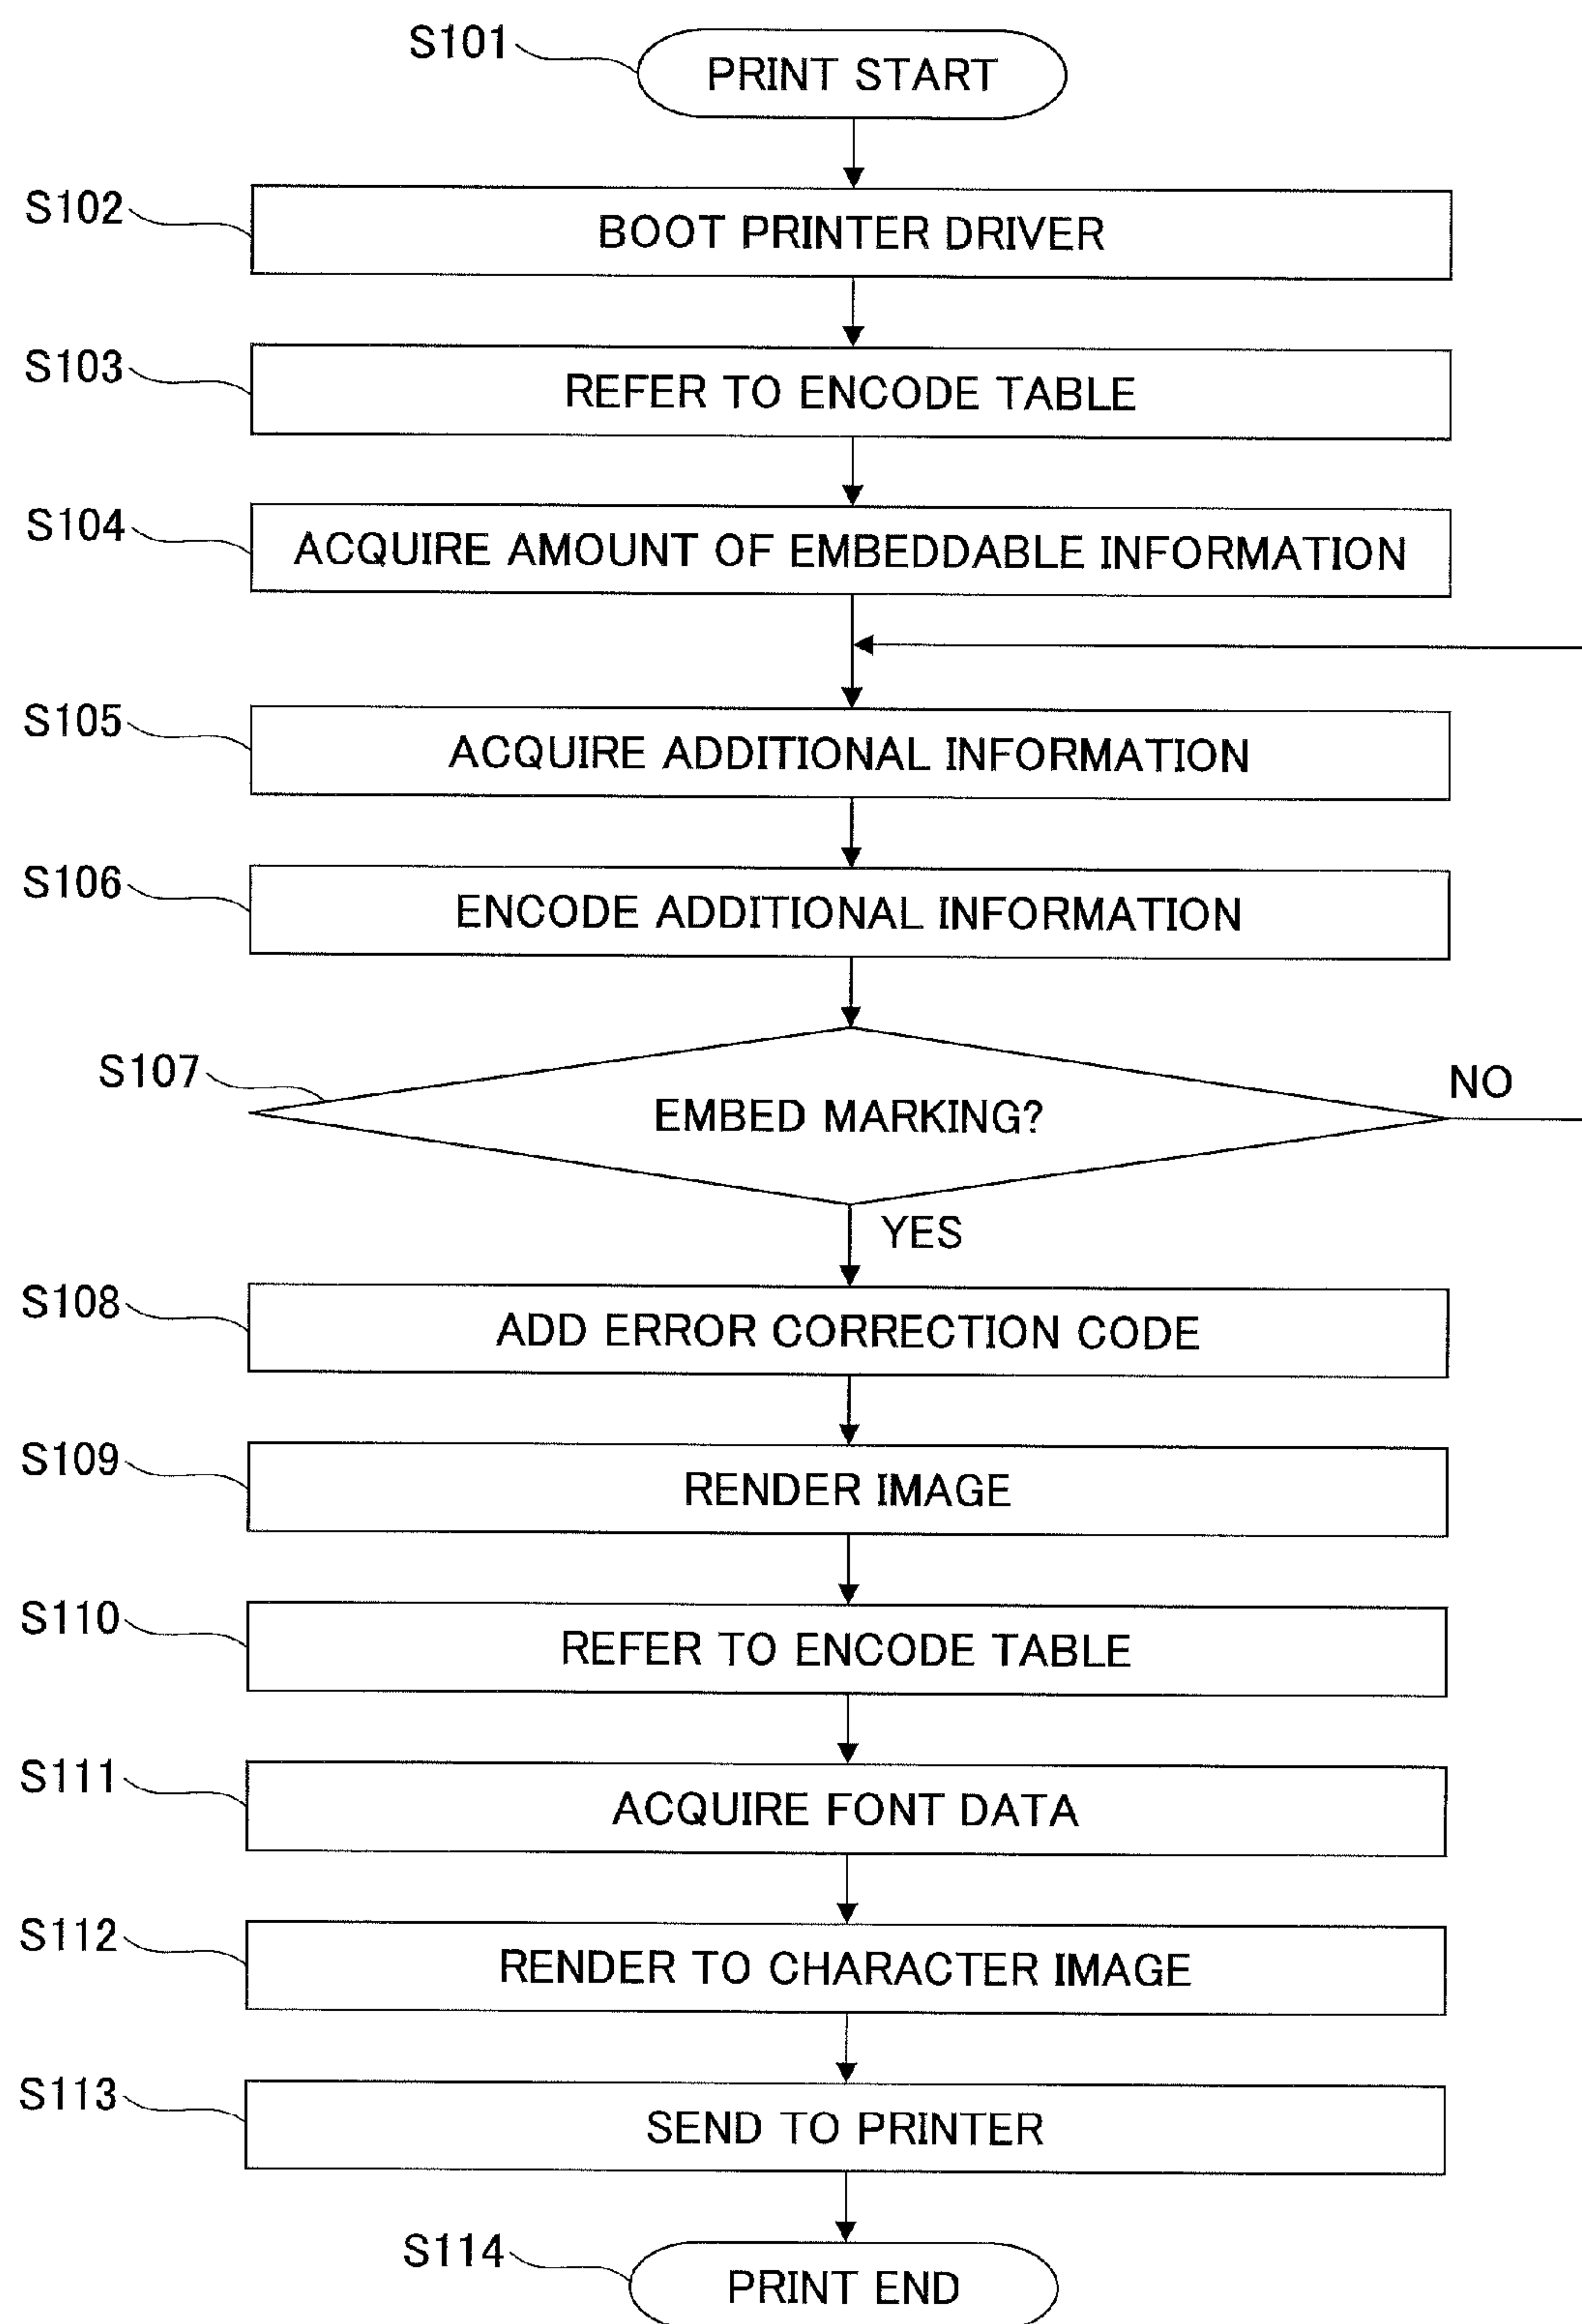 S101
PRINT START
S102
BOOT PRINTER DRIVER
S103
REFER TO ENCODE TABLE
S104
ACQUIRE AMOUNT OF EMBEDDABLE INFORMATION
S105
ACQUIRE ADDITIONAL INFORMATION
S106
ENCODE ADDITIONAL INFORMATION
S107
EMBED MARKING?
NO
YES
S108
ADD ERROR CORRECTION CODE
S109
RENDER IMAGE
S110
REFER TO ENCODE TABLE
S111
ACQUIRE FONT DATA
S112
RENDER TO CHARACTER IMAGE
S113
SEND TO PRINTER
S114
PRINT END